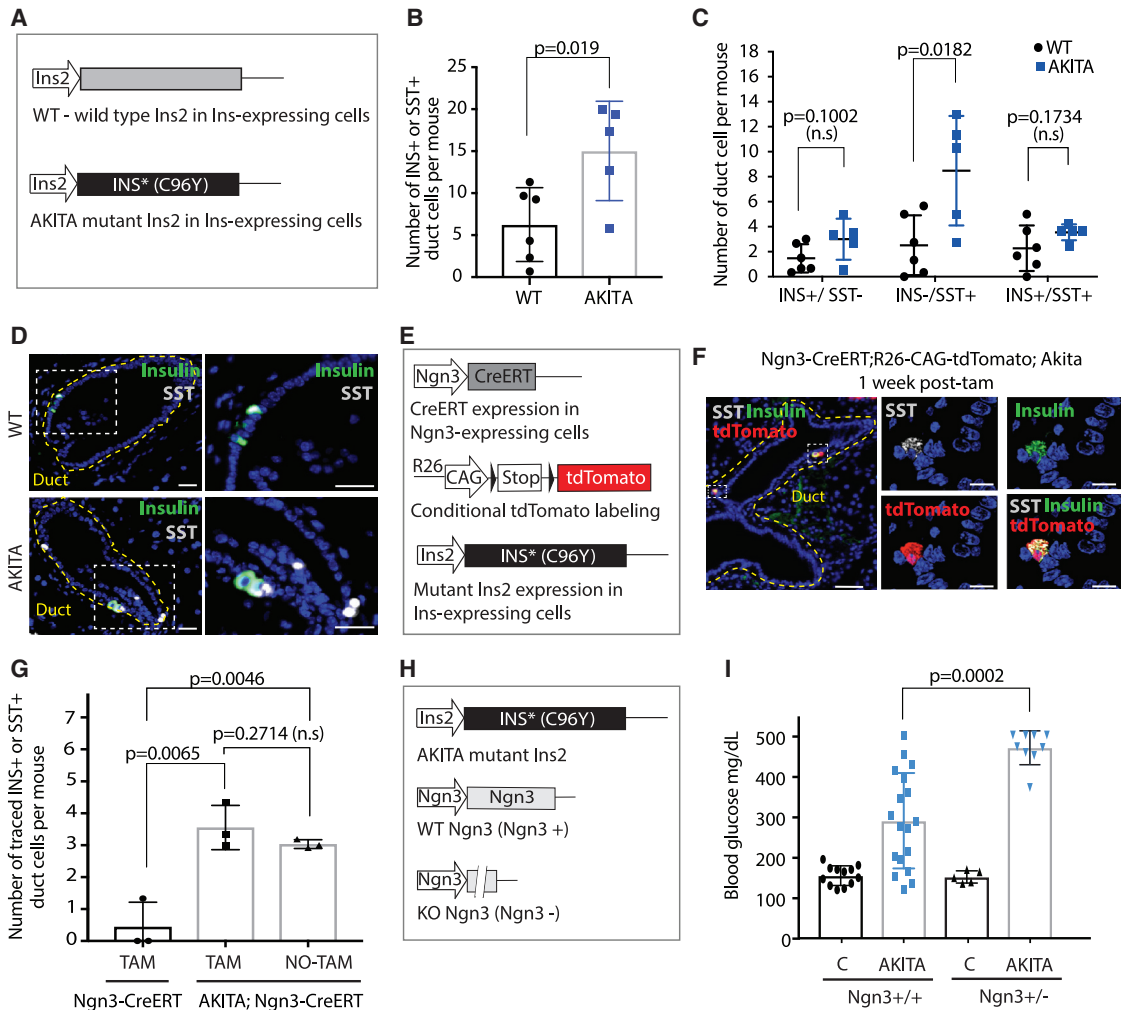 A
Ins2
WT - wild type Ins2 in Ins-expressing cells
Ins2
INS* (C96Y)
AKITA mutant Ins2 in Ins-expressing cells
B
p=0.019
Number of INS+ or SST+
duct cells per mouse
25
20
15
10
5
0
WT
AKITA
C
WT
AKITA
p=0.0182
p=0.1002
(n.s)
p=0.1734
(n.s)
Number of duct cell per mouse
18
16
14
12
10
8
6
4
2
0
INS+/ SST-
INS-/SST+
INS+/SST+
D
WT
Insulin
SST
Duct
Insulin
SST
AKITA
Insulin
SST
Duct
Insulin
SST
E
Ngn3
CreERT
CreERT expression in
Ngn3-expressing cells
R26
CAG
Stop
tdTomato
Conditional tdTomato labeling
Ins2
INS* (C96Y)
Mutant Ins2 expression in
Ins-expressing cells
F
Ngn3-CreERT;R26-CAG-tdTomato; Akita
1 week post-tam
SST Insulin
tdTomato
Duct
SST
Insulin
tdTomato
SST Insulin
tdTomato
G
p=0.0046
p=0.2714 (n.s)
p=0.0065
Number of traced INS+ or SST+
duct cells per mouse
7
6
5
4
3
2
1
0
TAM
TAM
NO-TAM
Ngn3-CreERT
AKITA; Ngn3-CreERT
H
Ins2
INS* (C96Y)
AKITA mutant Ins2
Ngn3
Ngn3
WT Ngn3 (Ngn3 +)
Ngn3
KO Ngn3 (Ngn3 -)
I
p=0.0002
Blood glucose mg/dL
500
400
300
200
100
0
C
AKITA
C
AKITA
Ngn3+/+
Ngn3+/-